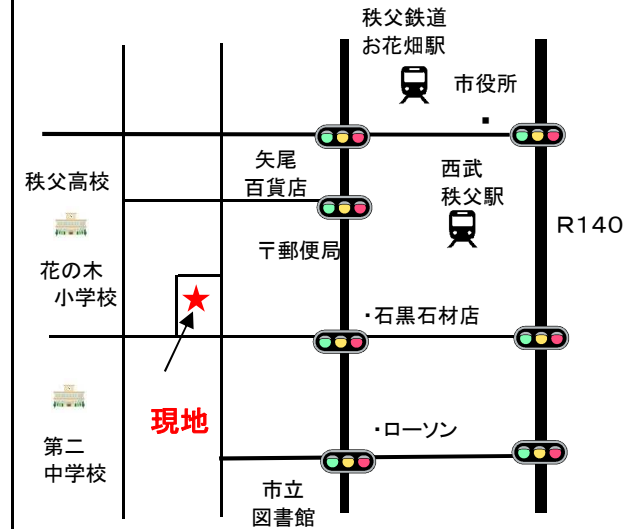 秩父鉄道
お花畑駅
市役所
矢尾
百貨店
秩父高校
西武
秩父駅
R140
〒郵便局
花の木
小学校
・石黒石材店
現地
・ローソン
第二
中学校
市立
図書館